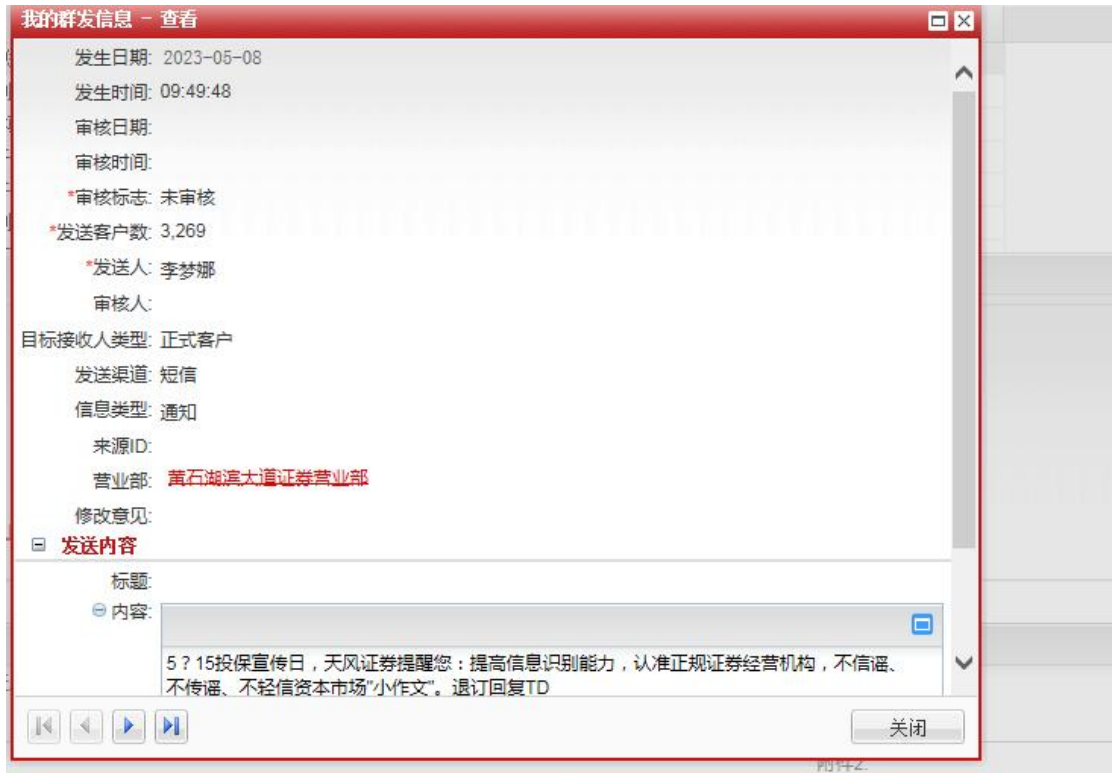 我的群发信息 - 查看
发生日期: 2023-05-08
发生时间: 09:49:48
审核日期:
审核时间:
*审核标志: 未审核
*发送客户数: 3,269
*发送人: 李梦娜
审核人:
目标接收人类型: 正式客户
发送渠道: 短信
信息类型: 通知
来源ID:
营业部: 黄石湖滨大道证券营业部
修改意见:
发送内容
标题:
内容:
5？15投保宣传日，天风证券提醒您：提高信息识别能力，认准正规证券经营机构，不信谣、
不传谣、不轻信资本市场"小作文"。退订回复TD
关闭
附件2: